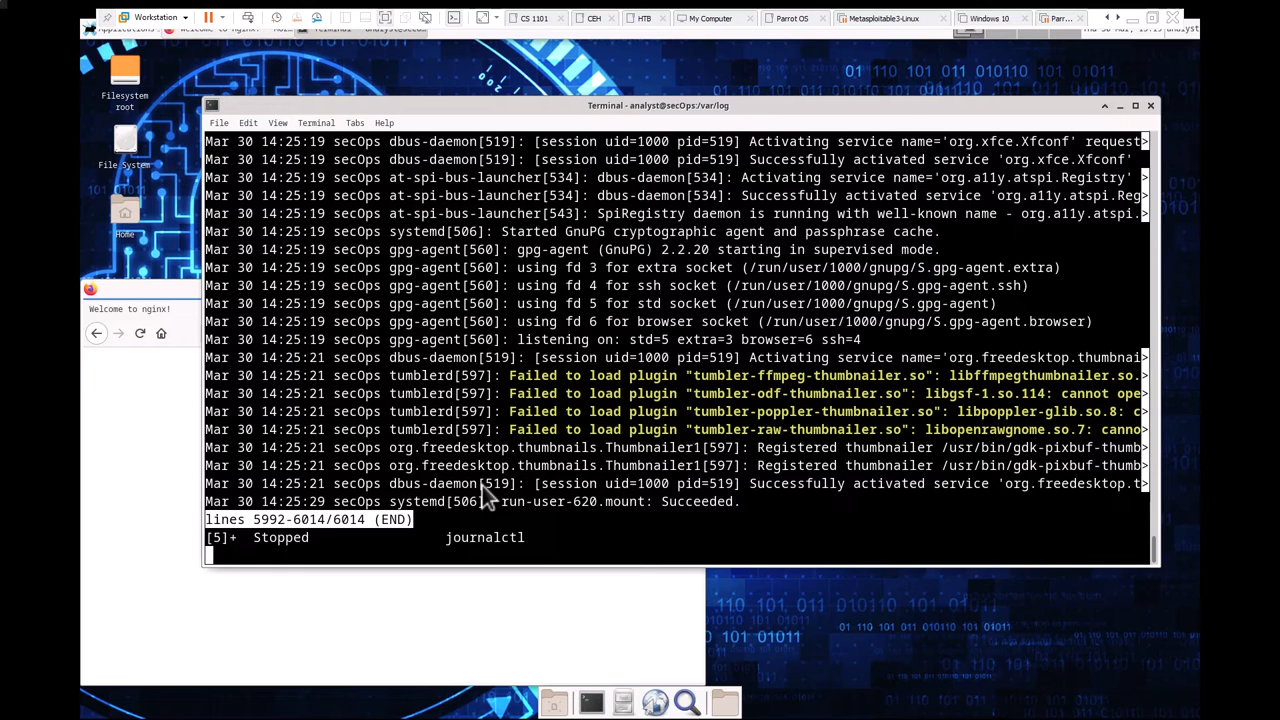 Workstation
CS 1101
CEH
HTB
My Computer
Parrot OS
Metasploitable3-Linux
Windows 10
Parr...
Filesystem
root
File System
Home
Welcome to nginx!
Terminal - analyst@secOps:/var/log
File Edit View Terminal Tabs Help
Mar 30 14:25:19 secOps dbus-daemon[519]: [session uid=1000 pid=519] Activating service name='org.xfce.Xfconf' request>
Mar 30 14:25:19 secOps dbus-daemon[519]: [session uid=1000 pid=519] Successfully activated service 'org.xfce.Xfconf'
Mar 30 14:25:19 secOps at-spi-bus-launcher[534]: dbus-daemon[534]: Activating service name='org.a11y.atspi.Registry' >
Mar 30 14:25:19 secOps at-spi-bus-launcher[534]: dbus-daemon[534]: Successfully activated service 'org.a11y.atspi.Reg>
Mar 30 14:25:19 secOps at-spi-bus-launcher[543]: SpiRegistry daemon is running with well-known name - org.a11y.atspi.>
Mar 30 14:25:19 secOps systemd[506]: Started GnuPG cryptographic agent and passphrase cache.
Mar 30 14:25:19 secOps gpg-agent[560]: gpg-agent (GnuPG) 2.2.20 starting in supervised mode.
Mar 30 14:25:19 secOps gpg-agent[560]: using fd 3 for extra socket (/run/user/1000/gnupg/S.gpg-agent.extra)
Mar 30 14:25:19 secOps gpg-agent[560]: using fd 4 for ssh socket (/run/user/1000/gnupg/S.gpg-agent.ssh)
Mar 30 14:25:19 secOps gpg-agent[560]: using fd 5 for std socket (/run/user/1000/gnupg/S.gpg-agent)
Mar 30 14:25:19 secOps gpg-agent[560]: using fd 6 for browser socket (/run/user/1000/gnupg/S.gpg-agent.browser)
Mar 30 14:25:19 secOps gpg-agent[560]: listening on: std=5 extra=3 browser=6 ssh=4
Mar 30 14:25:21 secOps dbus-daemon[519]: [session uid=1000 pid=519] Activating service name='org.freedesktop.thumbnai>
Mar 30 14:25:21 secOps tumblerd[597]: Failed to load plugin "tumbler-ffmpeg-thumbnailer.so": libffmpegthumbnailer.so.>
Mar 30 14:25:21 secOps tumblerd[597]: Failed to load plugin "tumbler-odf-thumbnailer.so": libgsf-1.so.114: cannot ope>
Mar 30 14:25:21 secOps tumblerd[597]: Failed to load plugin "tumbler-poppler-thumbnailer.so": libpoppler-glib.so.8: c>
Mar 30 14:25:21 secOps tumblerd[597]: Failed to load plugin "tumbler-raw-thumbnailer.so": libopenrawgnome.so.7: canno>
Mar 30 14:25:21 secOps org.freedesktop.thumbnails.Thumbnailer1[597]: Registered thumbnailer /usr/bin/gdk-pixbuf-thumb>
Mar 30 14:25:21 secOps org.freedesktop.thumbnails.Thumbnailer1[597]: Registered thumbnailer /usr/bin/gdk-pixbuf-thumb>
Mar 30 14:25:21 secOps dbus-daemon[519]: [session uid=1000 pid=519] Successfully activated service 'org.freedesktop.t>
Mar 30 14:25:29 secOps systemd[506]: run-user-620.mount: Succeeded.
lines 5992-6014/6014 (END)
[5]+ Stopped journalctl